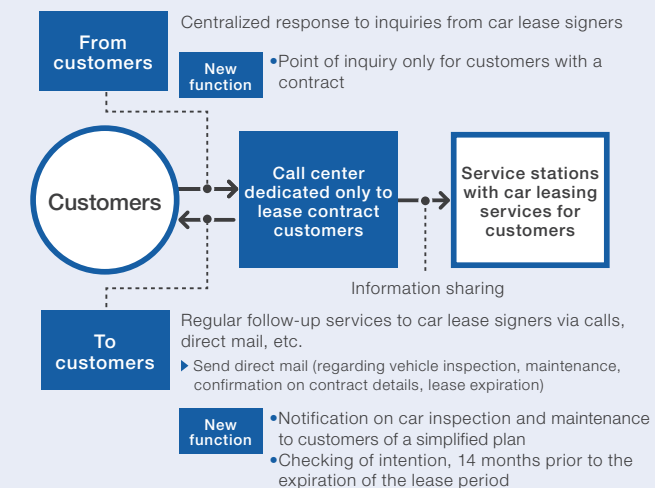 From
customers
Centralized response to inquiries from car lease signers
New
function
•Point of inquiry only for customers with a
contract
Customers
Call center
dedicated only to
lease contract
customers
Service stations
with car leasing
services for
customers
Information sharing
To
customers
Regular follow-up services to car lease signers via calls,
direct mail, etc.
▶ Send direct mail (regarding vehicle inspection, maintenance,
confirmation on contract details, lease expiration)
New
function
•Notification on car inspection and maintenance
to customers of a simplified plan
•Checking of intention, 14 months prior to the
expiration of the lease period